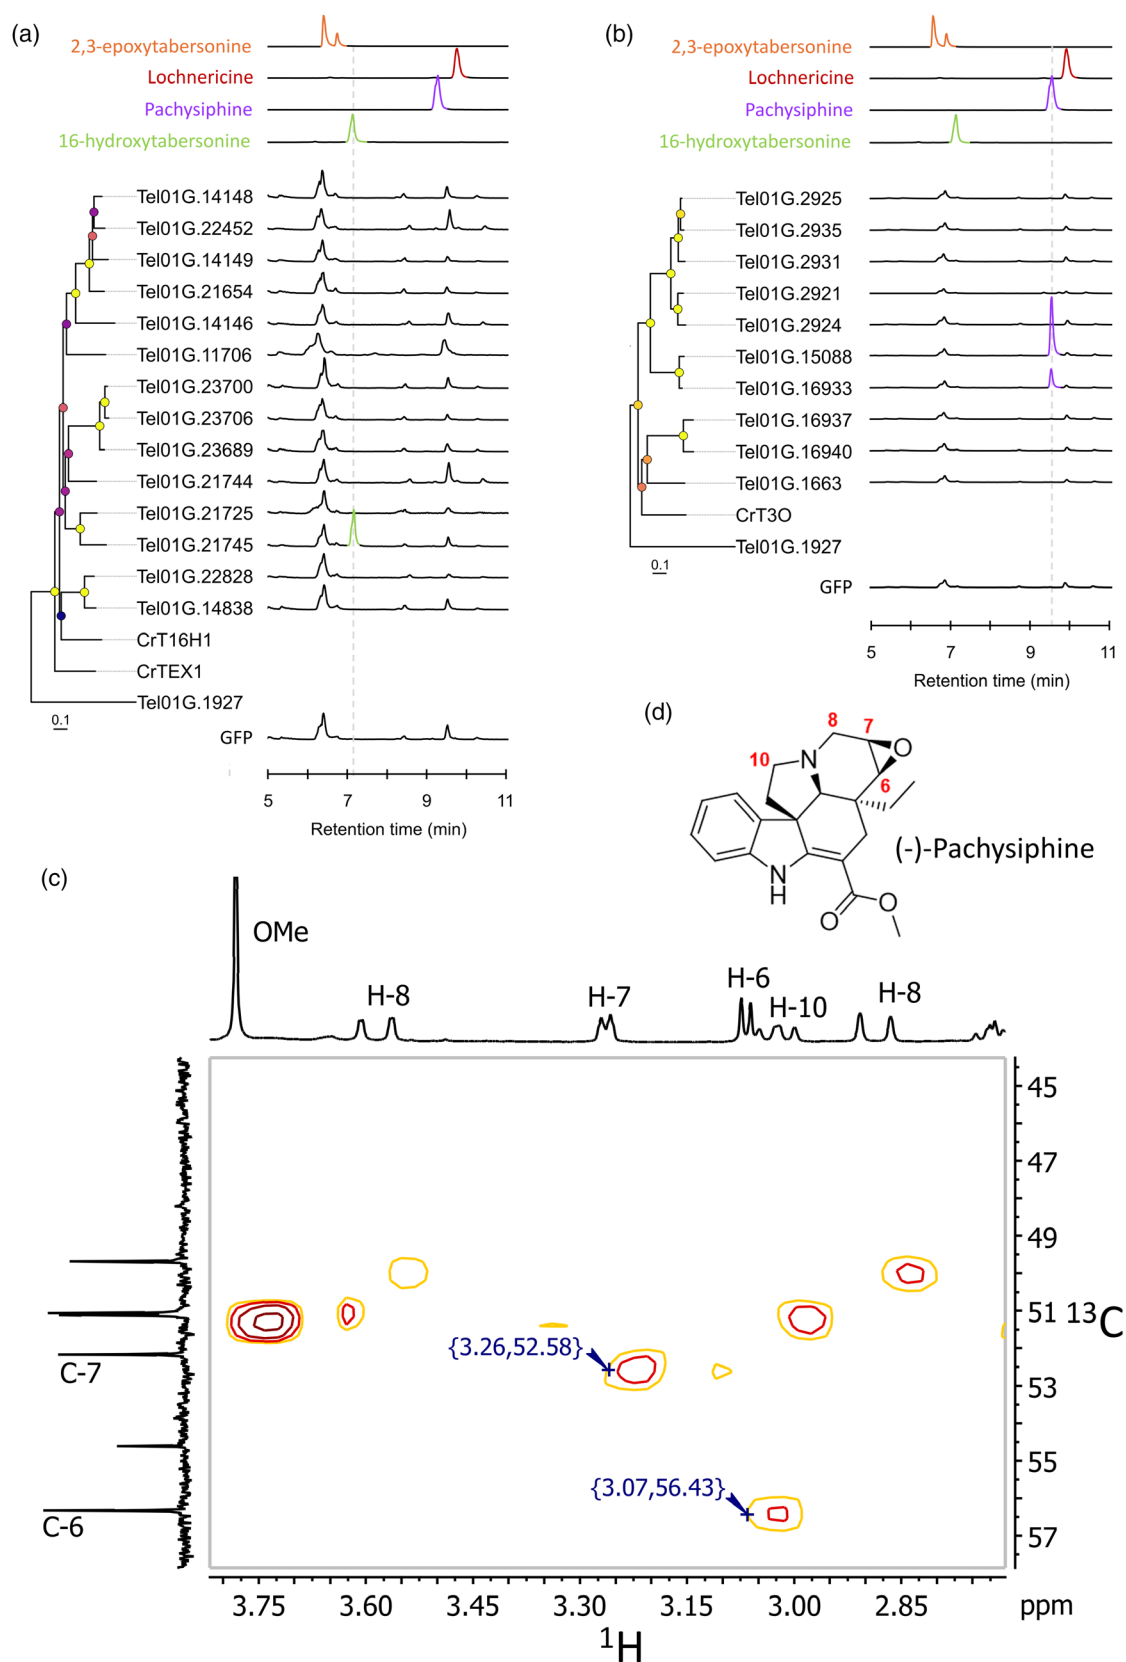 (a)
2,3-epoxytabersonine
Lochnericine
Pachysiphine
16-hydroxytabersonine
Tel01G.14148
Tel01G.22452
Tel01G.14149
Tel01G.21654
Tel01G.14146
Tel01G.11706
Tel01G.23700
Tel01G.23706
Tel01G.23689
Tel01G.21744
Tel01G.21725
Tel01G.21745
Tel01G.22828
Tel01G.14838
CrT16H1
CrTEX1
Tel01G.1927
0.1
GFP
5 7 9 11
Retention time (min)
(b)
2,3-epoxytabersonine
Lochnericine
Pachysiphine
16-hydroxytabersonine
Tel01G.2925
Tel01G.2935
Tel01G.2931
Tel01G.2921
Tel01G.2924
Tel01G.15088
Tel01G.16933
Tel01G.16937
Tel01G.16940
Tel01G.1663
CrT3O
Tel01G.1927
0.1
GFP
5 7 9 11
Retention time (min)
(d)
8
7
O
10
N
6
(-)-Pachysiphine
N
H
O
O
(c)
OMe
H-8
H-7
H-6
H-10
H-8
45
47
49
51
13C
{3.26,52.58}
C-7
53
55
{3.07,56.43}
C-6
57
3.75 3.60 3.45 3.30 3.15 3.00 2.85 ppm
1H